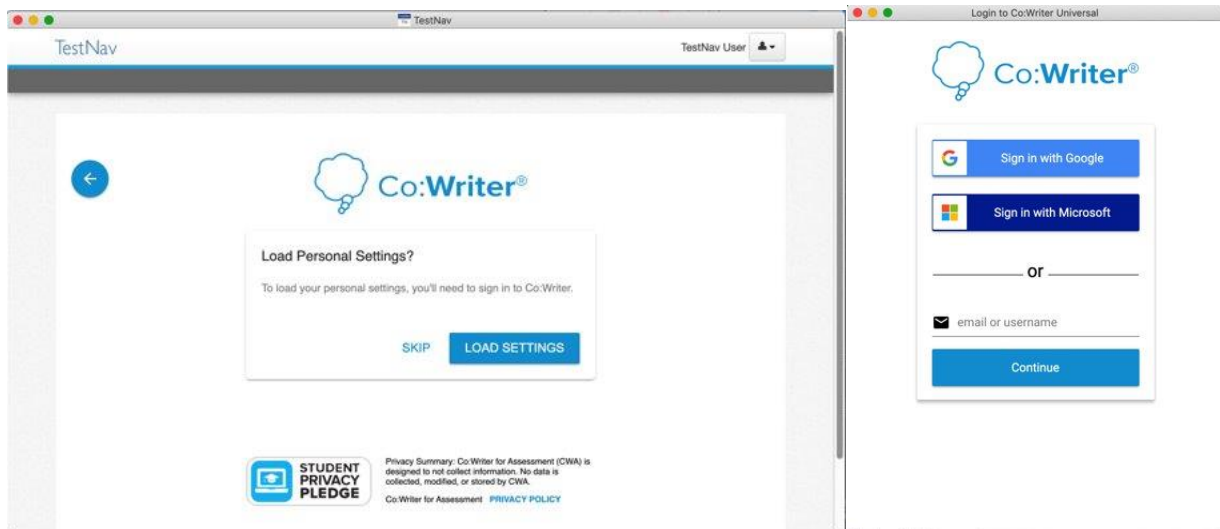 TestNav
TestNav
TestNav User
Co:Writer®
Load Personal Settings?
To load your personal settings, you'll need to sign in to Co:Writer.
SKIP
LOAD SETTINGS
STUDENT
PRIVACY
PLEDGE
Privacy Summary: Co:Writer for Assessment (CWA) is
designed to not collect information. No data is
collected, modified, or stored by CWA.
Co:Writer for Assessment PRIVACY POLICY
Login to Co:Writer Universal
Co:Writer®
Sign in with Google
Sign in with Microsoft
or
email or username
Continue